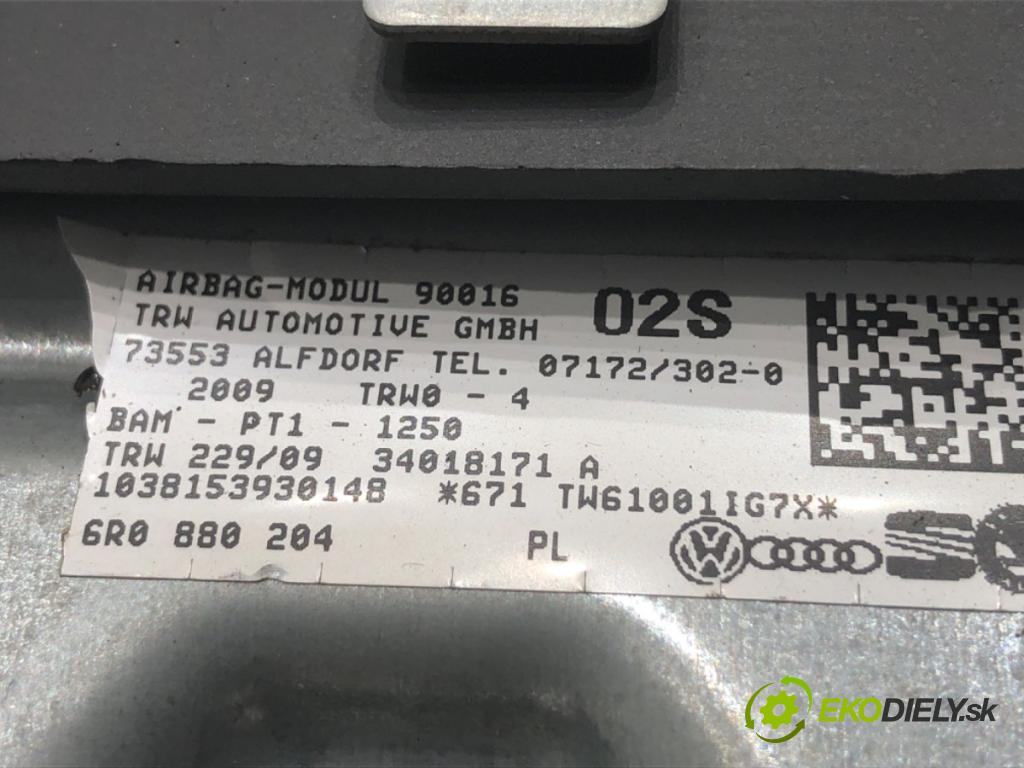 AIRBAG-MODUL 90016 02S
TRW AUTOMOTIVE GMBH
73553 ALFDORF TEL. 07172/302-0
2009 TRW0 - 4
BAM - PT1 - 1250
TRW 229/09 34018171 A
1038153930148 *671 TW61001IG7X*
6R0 880 204 PL
EKODIELY.sk